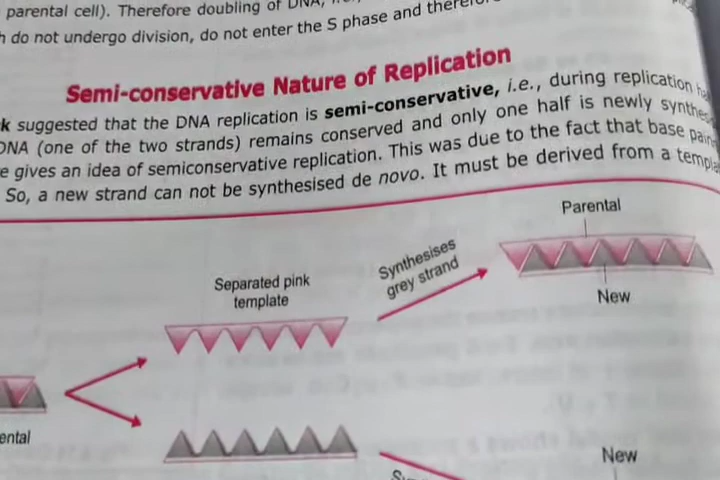 parental cell). Therefore doubling of DNA,
do not undergo division, do not enter the S phase and
Semi-conservative Nature of Replication
k suggested that the DNA replication is semi-conservative, i.e., during replication
DNA (one of the two strands) remains conserved and only one half is newly
e gives an idea of semiconservative replication. This was due to the fact that base
So, a new strand can not be synthesised de novo. It must be derived from a
Parental
Synthesises
grey strand
Separated pink
template
New
ental
New